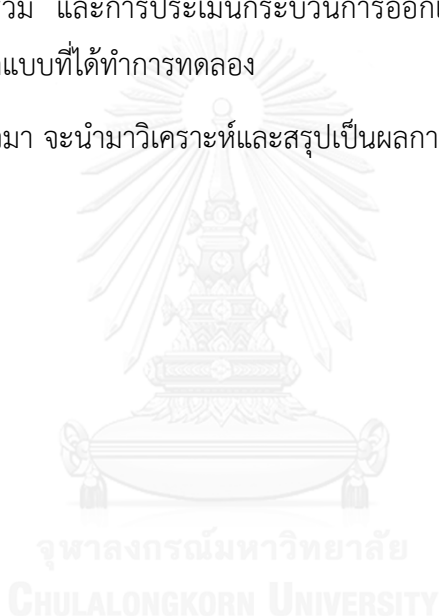 รวม และการประเมินกระบวนการออก
แบบที่ได้ทำการทดลอง
มา จะนำมาวิเคราะห์และสรุปเป็นผลกา
จุฬาลงกรณ์มหาวิทยาลัย
CHULALONGKORN UNIVERSITY